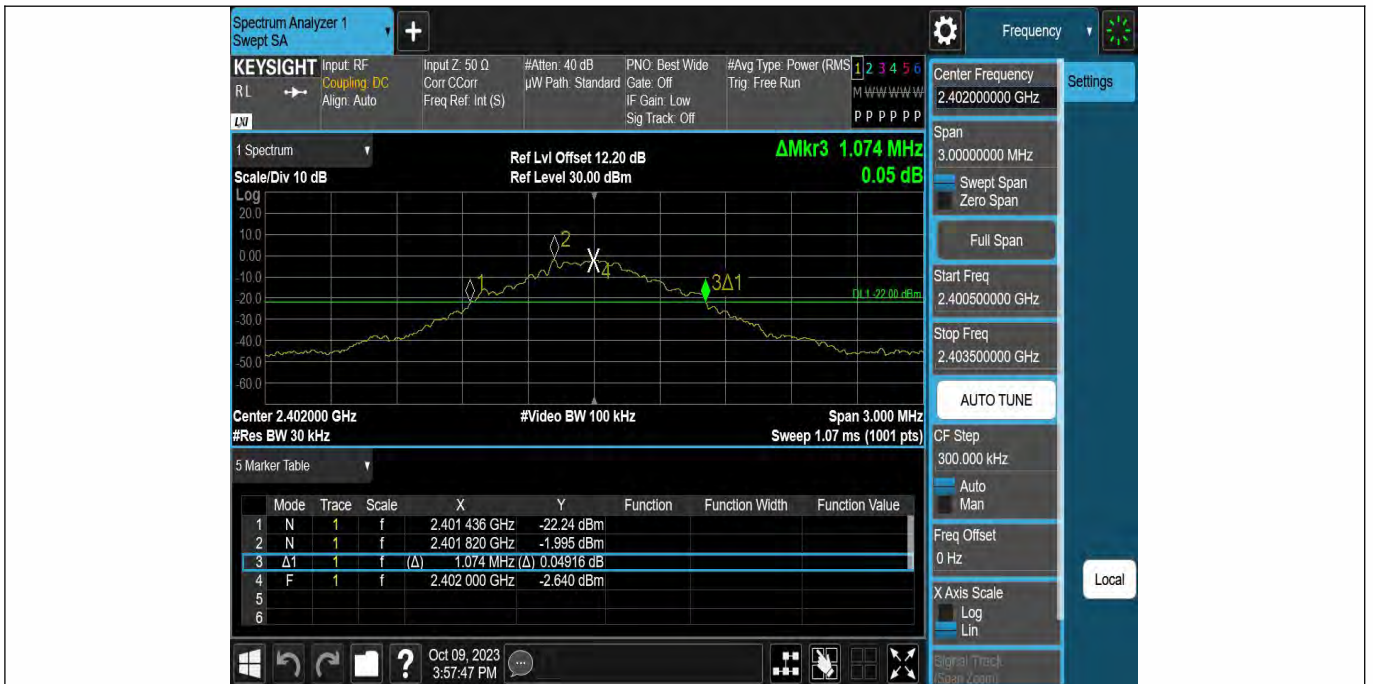 Spectrum Analyzer 1
Swept SA
+
Frequency
KEYSIGHT
RL
LXI
Input: RF
Coupling: DC
Align: Auto
Input Z: 50 Ω
Corr CCorr
Freq Ref: Int (S)
#Atten: 40 dB
µW Path: Standard
PNO: Best Wide
Gate: Off
IF Gain: Low
Sig Track: Off
#Avg Type: Power (RMS
Trig: Free Run
1 2 3 4 5 6
M W W W W W
P P P P P P
1 Spectrum
Scale/Div 10 dB
Ref Lvl Offset 12.20 dB
Ref Level 30.00 dBm
ΔMkr3 1.074 MHz
0.05 dB
Log
20.0
10.0
0.00
-10.0
-20.0
-30.0
-40.0
-50.0
-60.0
1
2
4
3Δ1
DL1 -22.00 dBm
Center 2.402000 GHz
#Res BW 30 kHz
#Video BW 100 kHz
Span 3.000 MHz
Sweep 1.07 ms (1001 pts)
5 Marker Table
Mode Trace Scale X Y Function Function Width Function Value
1 N 1 f 2.401 436 GHz -22.24 dBm
2 N 1 f 2.401 820 GHz -1.995 dBm
3 Δ1 1 f (Δ) 1.074 MHz (Δ) 0.04916 dB
4 F 1 f 2.402 000 GHz -2.640 dBm
5
6
?
Oct 09, 2023
3:57:47 PM
Center Frequency
2.402000000 GHz
Settings
Span
3.00000000 MHz
Swept Span
Zero Span
Full Span
Start Freq
2.400500000 GHz
Stop Freq
2.403500000 GHz
AUTO TUNE
CF Step
300.000 kHz
Auto
Man
Freq Offset
0 Hz
X Axis Scale
Log
Lin
Signal Track
(Span Zoom)
Local